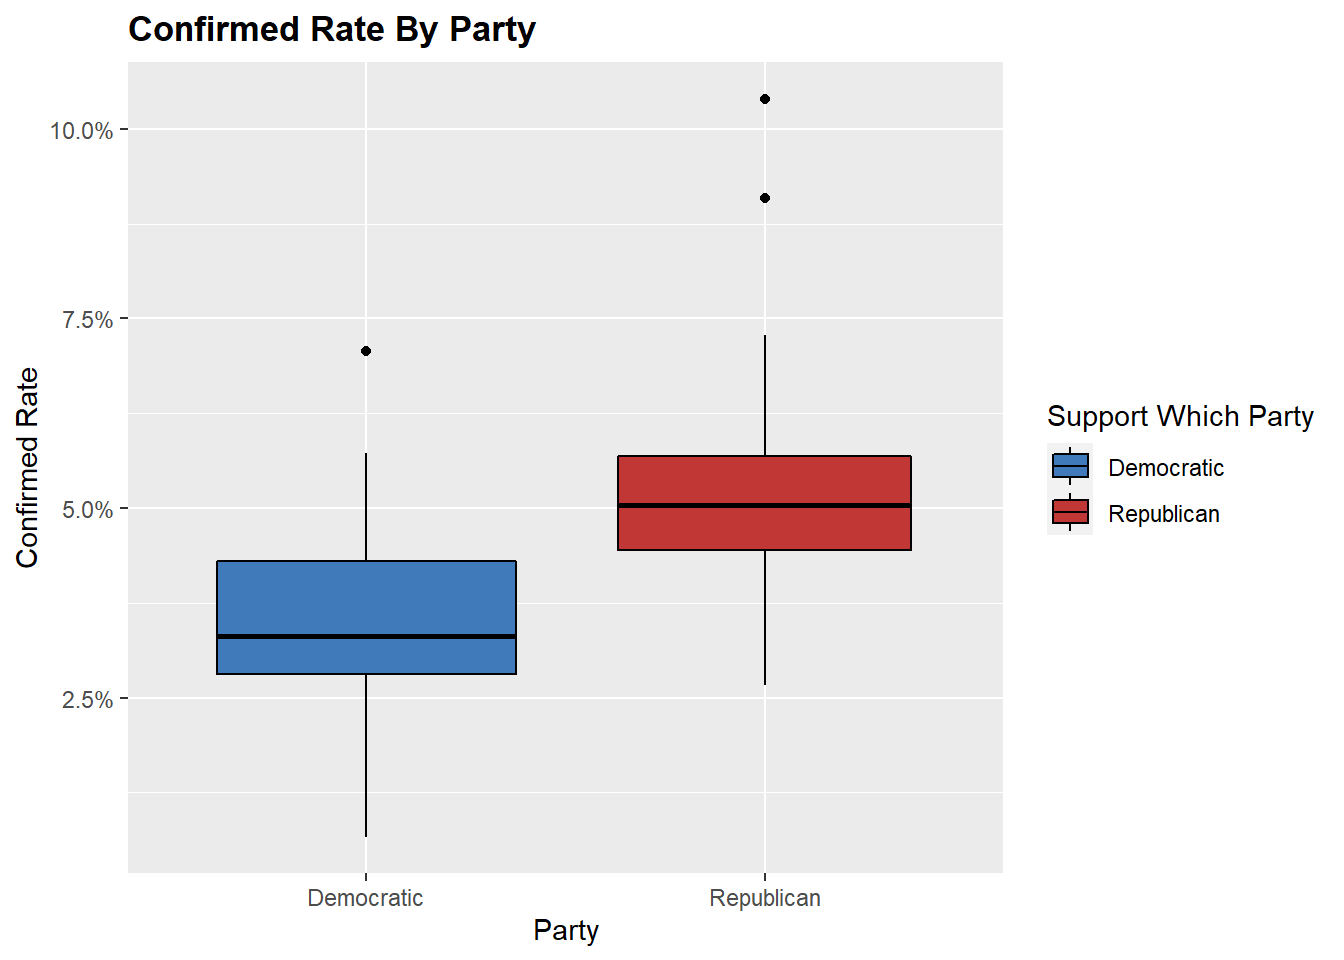 Confirmed Rate By Party
Confirmed Rate
10.0%
7.5%
5.0%
2.5%
Democratic
Republican
Party
Support Which Party
Democratic
Republican